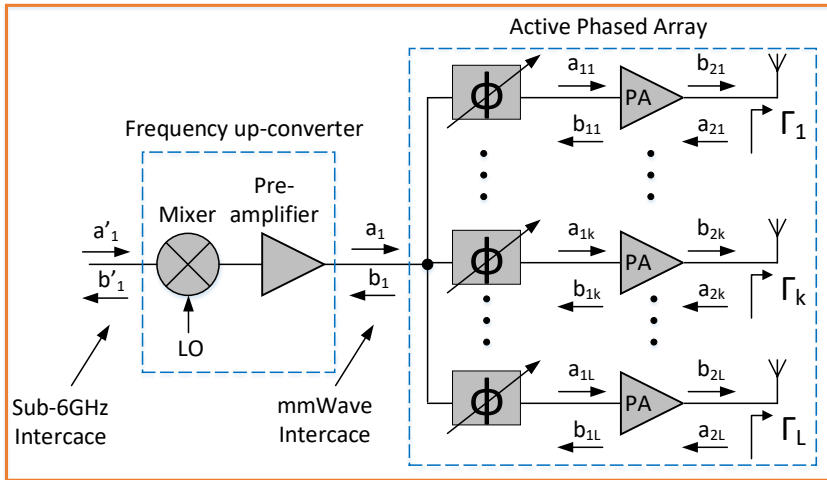 Active Phased Array
Frequency up-converter
Mixer
Pre-
amplifier
LO
a'₁
b'₁
Sub-6GHz
Intercace
a₁
b₁
mmWave
Intercace
ϕ
a₁₁
b₁₁
PA
b₂₁
a₂₁
Γ₁
ϕ
a₁ₖ
b₁ₖ
PA
b₂ₖ
a₂ₖ
Γₖ
ϕ
a₁L
b₁L
PA
b₂L
a₂L
ΓL